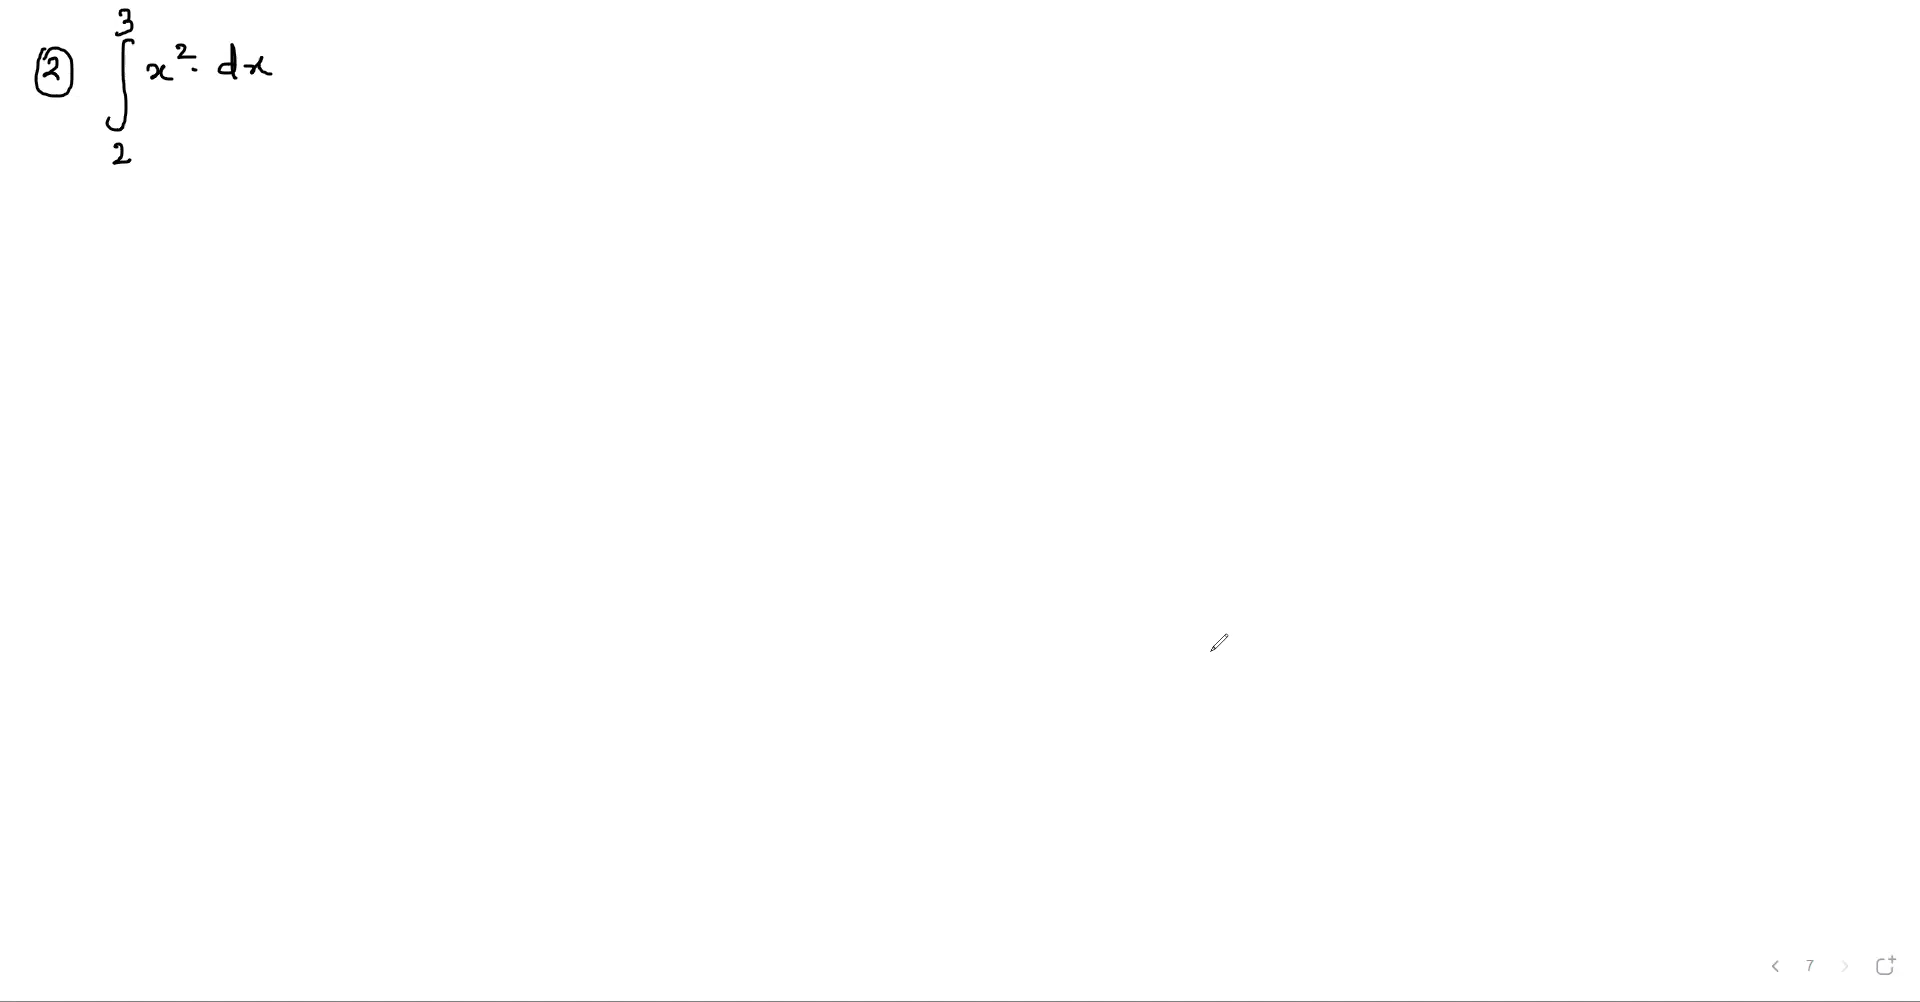 ② ∫₂³ x². dx
7